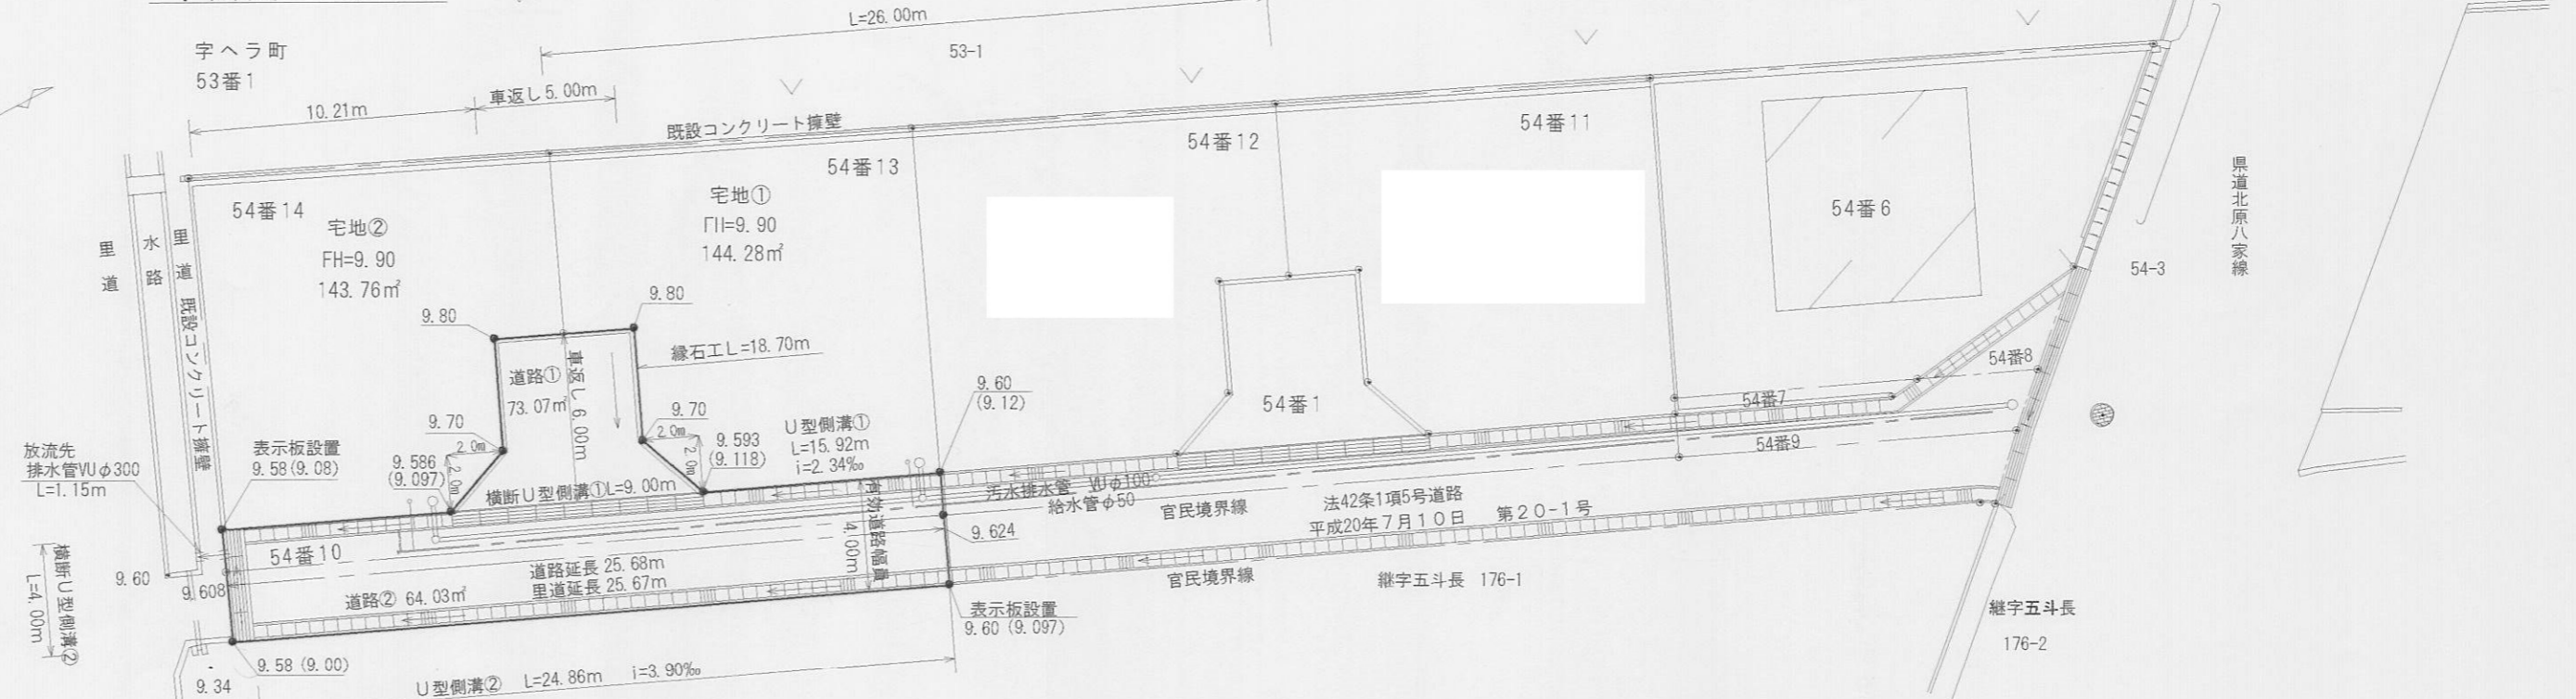 L=26.00m
53-1
字ヘラ町
53番1
10.21m
車返し5.00m
既設コンクリート擁壁
54番14
宅地②
FH=9.90
143.76㎡
54番13
宅地①
FH=9.90
144.28㎡
54番12
54番11
54番6
県道北原八家線
54-3
里道
水路
里道
既設コンクリート擁壁
9.80
9.80
縁石工L=18.70m
道路①
73.07㎡
車返し6.00m
9.70
2.0m
2.0m
9.586
(9.097)
9.70
2.0m
2.0m
9.593
(9.118)
U型側溝①
L=15.92m
i=2.34‰
9.60
(9.12)
54番1
54番7
54番8
54番9
放流先
排水管VUφ300
L=1.15m
表示板設置
9.58(9.08)
横断U型側溝①L=9.00m
有効道路幅員
4.00m
汚水排水管 VUφ100
給水管φ50
官民境界線
法42条1項5号道路
平成20年7月10日 第20-1号
9.624
54番10
道路延長25.68m
里道延長25.67m
道路② 64.03㎡
横断U型側溝②
L=4.00m
9.60
9.608
官民境界線
継字五斗長 176-1
表示板設置
9.60(9.097)
継字五斗長
176-2
9.58(9.00)
9.34
U型側溝② L=24.86m i=3.90‰